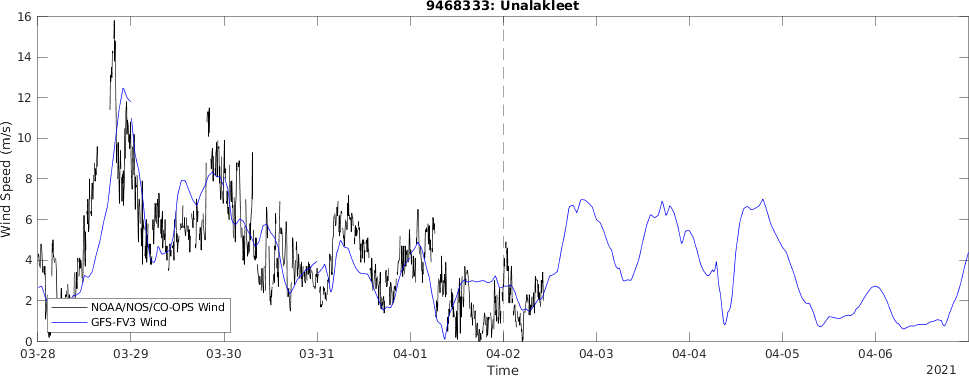 9468333: Unalakleet
16
14
12
10
8
6
4
2
0
Wind Speed (m/s)
NOAA/NOS/CO-OPS Wind
GFS-FV3 Wind
03-28 03-29 03-30 03-31 04-01 04-02 04-03 04-04 04-05 04-06
Time
2021